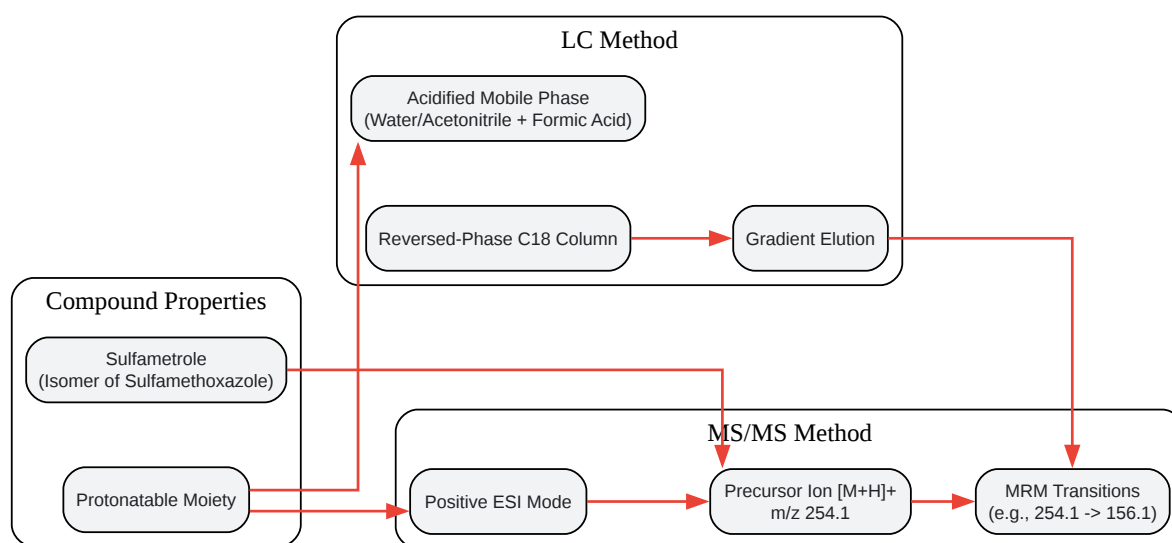 LC Method
Acidified Mobile Phase
(Water/Acetonitrile + Formic Acid)
Reversed-Phase C18 Column
Gradient Elution
Compound Properties
Sulfametrole
(Isomer of Sulfamethoxazole)
Protonatable Moiety
MS/MS Method
Positive ESI Mode
Precursor Ion [M+H]+
m/z 254.1
MRM Transitions
(e.g., 254.1 -> 156.1)